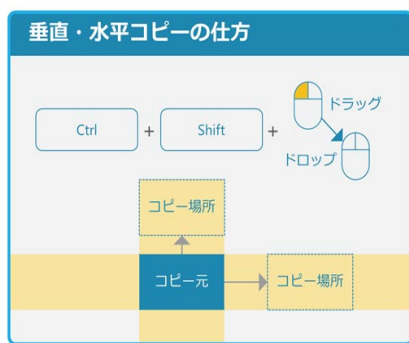 垂直・水平コピーの仕方
Ctrl + Shift + ドラッグ
ドロップ
コピー場所
コピー元 コピー場所